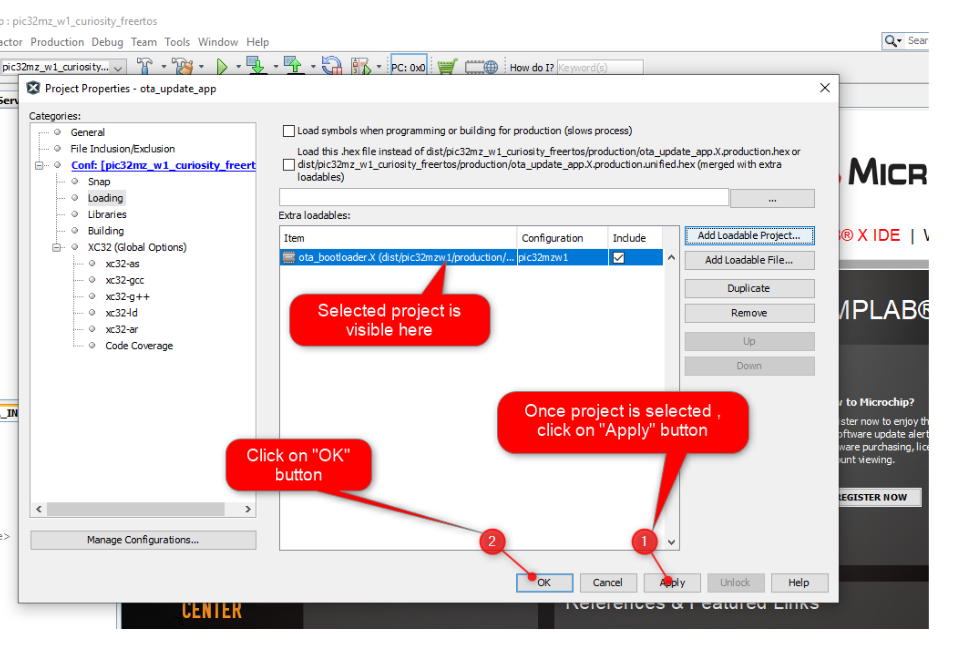 p : pic32mz_w1_curiosity_freertos
actor Production Debug Team Tools Window Help
Sear
pic32mz_w1_curiosity...
PC: 0x0
How do I? Keyword(s)
Serv
Project Properties - ota_update_app
Categories:
General
File Inclusion/Exclusion
Conf: [pic32mz_w1_curiosity_freert
Snap
Loading
Libraries
Building
XC32 (Global Options)
xc32-as
xc32-gcc
xc32-g++
xc32-ld
xc32-ar
Code Coverage
Manage Configurations...
Load symbols when programming or building for production (slows process)
Load this .hex file instead of dist/pic32mz_w1_curiosity_freertos/production/ota_update_app.X.production.hex or
dist/pic32mz_w1_curiosity_freertos/production/ota_update_app.X.production.unified.hex (merged with extra
loadables)
...
Extra loadables:
Item Configuration Include
ota_bootloader.X (dist/pic32mzw1/production/... pic32mzw1
Add Loadable Project...
Add Loadable File...
Duplicate
Remove
Up
Down
Selected project is
visible here
Once project is selected ,
click on "Apply" button
Click on "OK"
button
2
1
OK Cancel Apply Unlock Help
MICR
® X IDE | V
MPLAB®
to Microchip?
ister now to enjoy th
oftware update alert
ware purchasing, lice
ount viewing.
REGISTER NOW
_IN
e>
CENTER
References & Featured Links